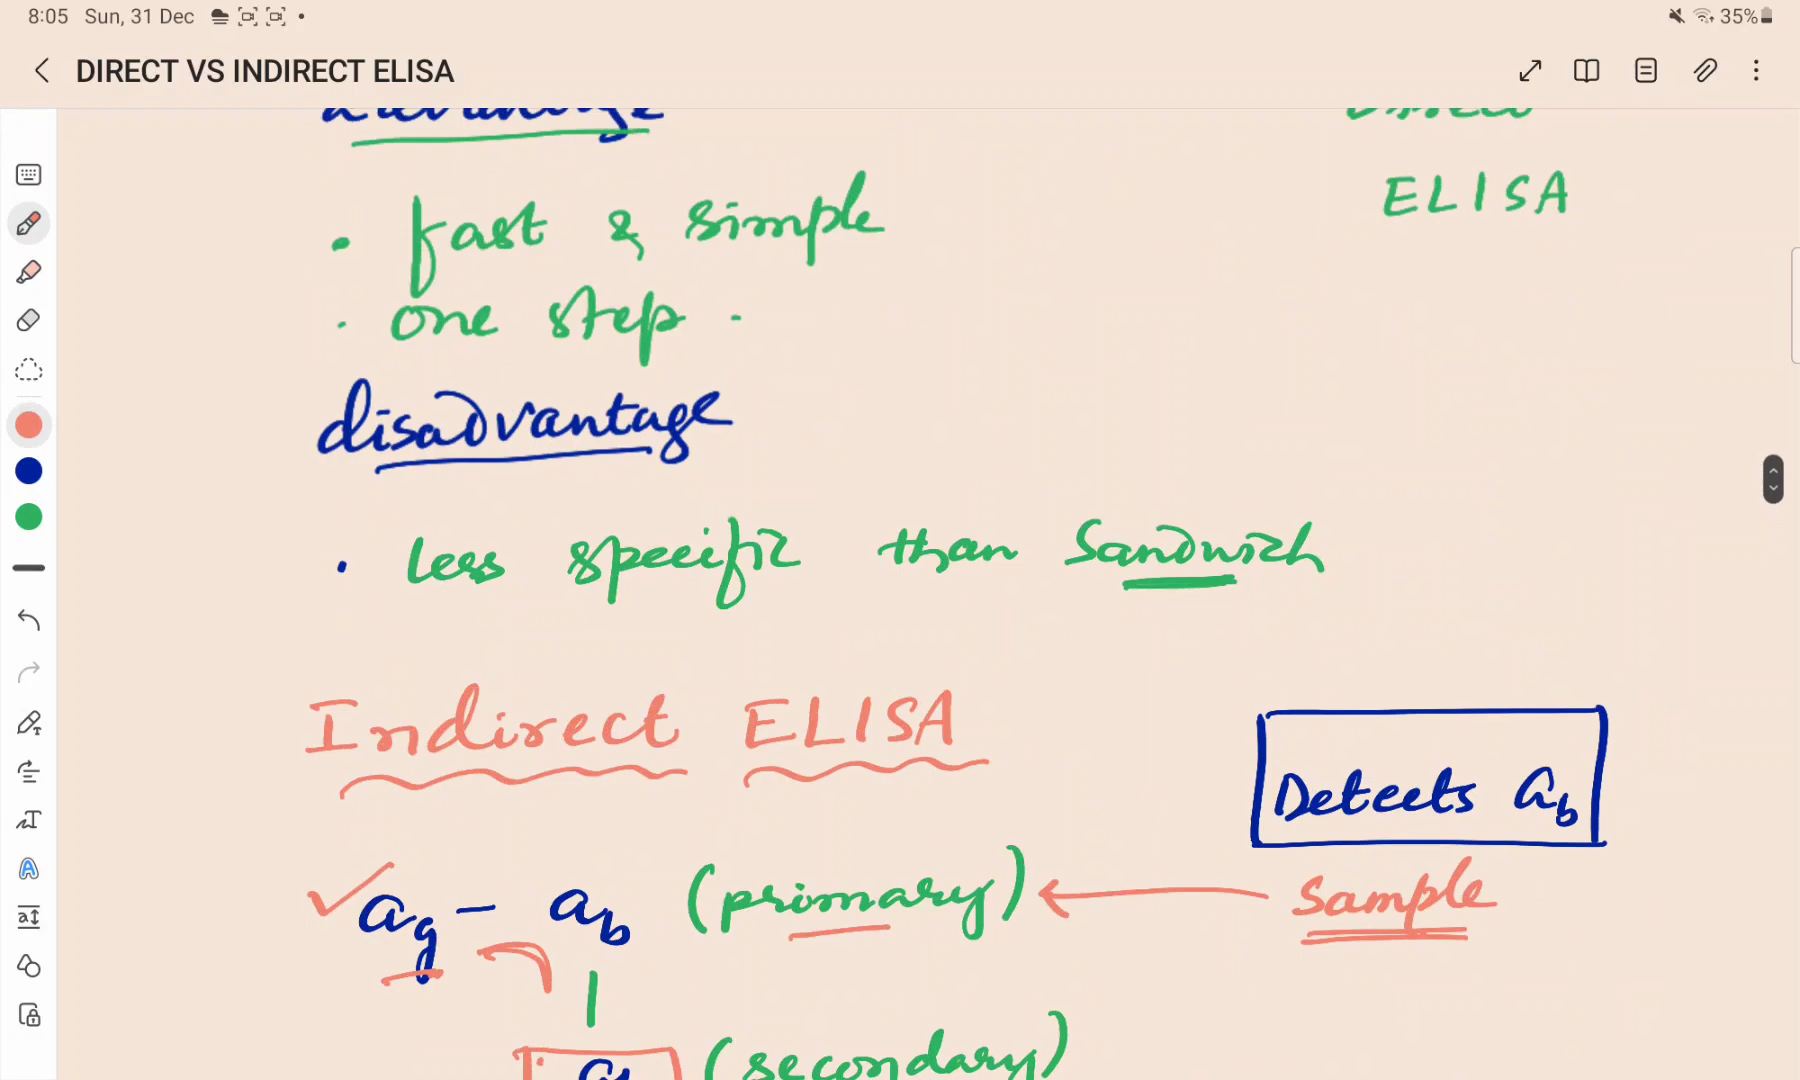 8:05 Sun, 31 Dec 35%
DIRECT VS INDIRECT ELISA
ELISA
• fast & simple
• one step .
disadvantage
• less specific than Sandwich
Indirect ELISA
Detects ab
ag - ab (primary) ← Sample
(secondary)